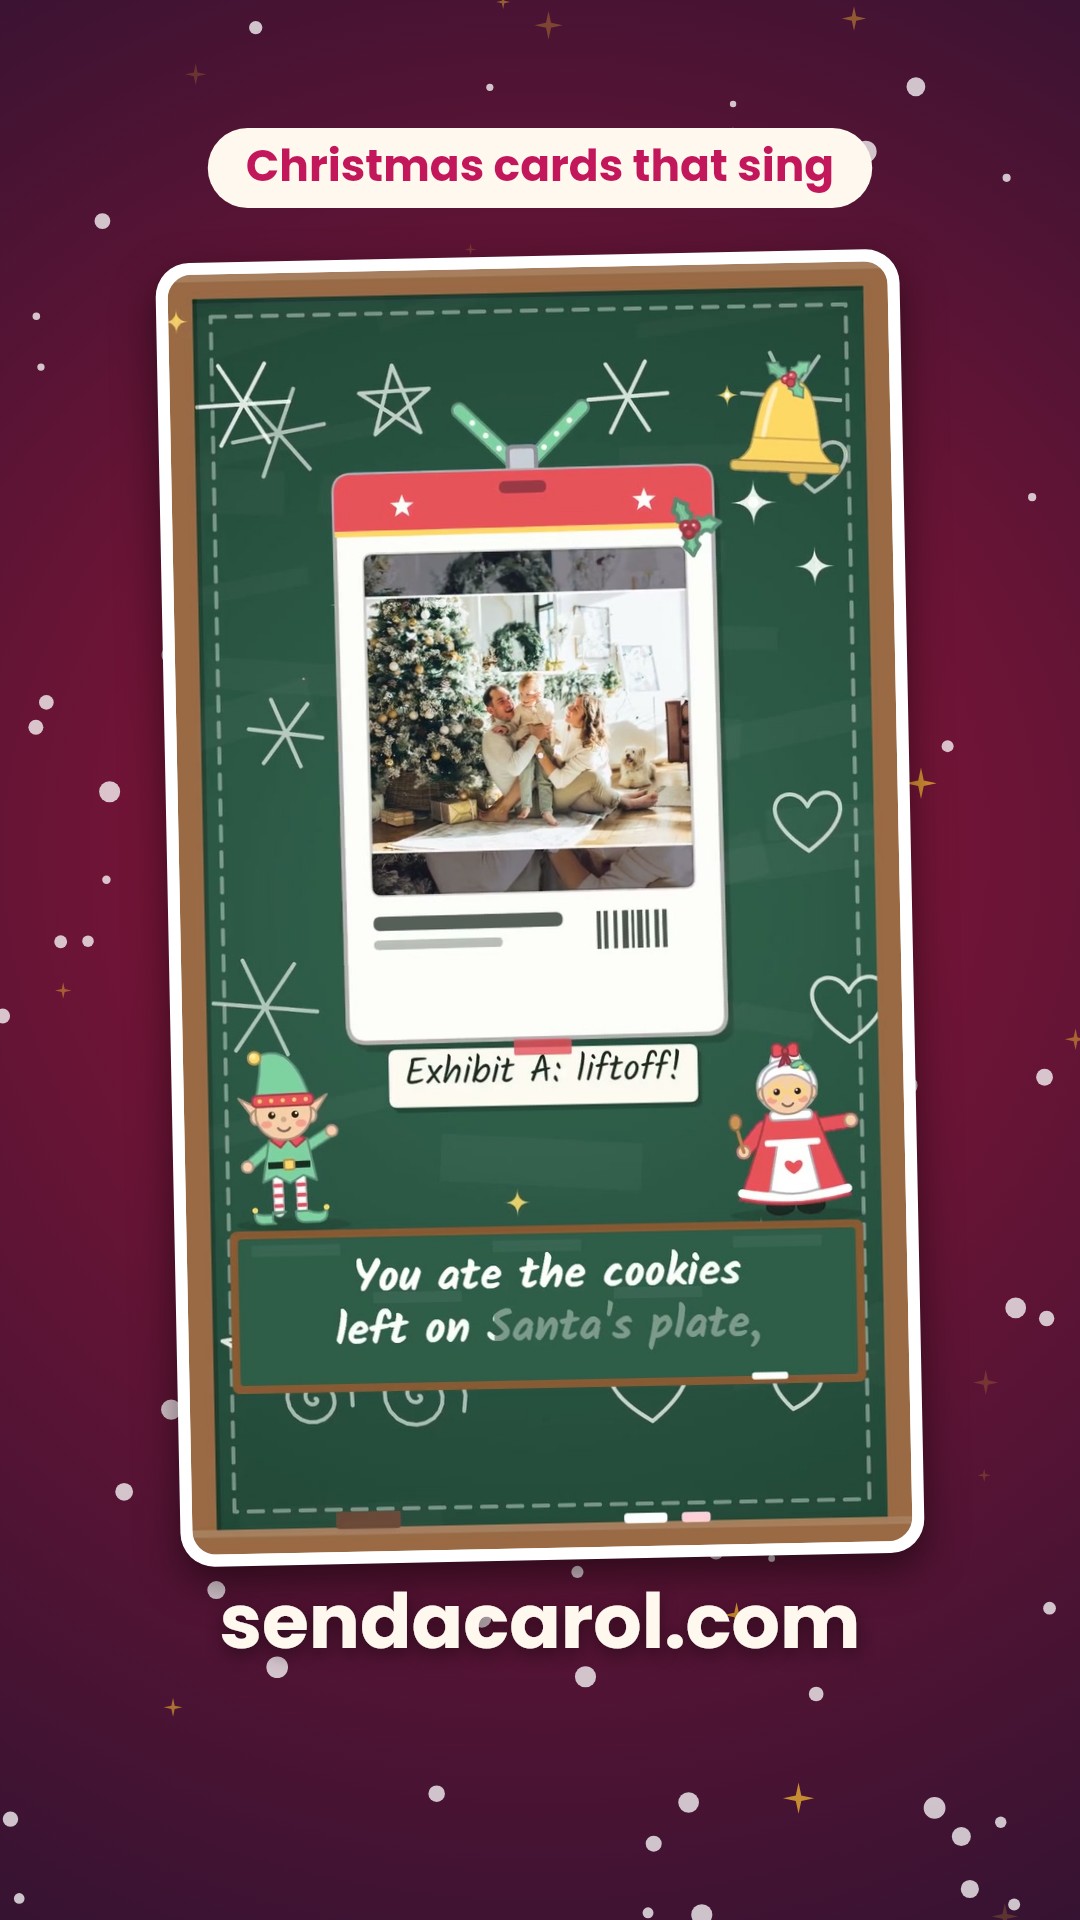 Christmas cards that sing
Exhibit A: liftoff!
You ate the cookies
left on Santa's plate,
sendacarol.com